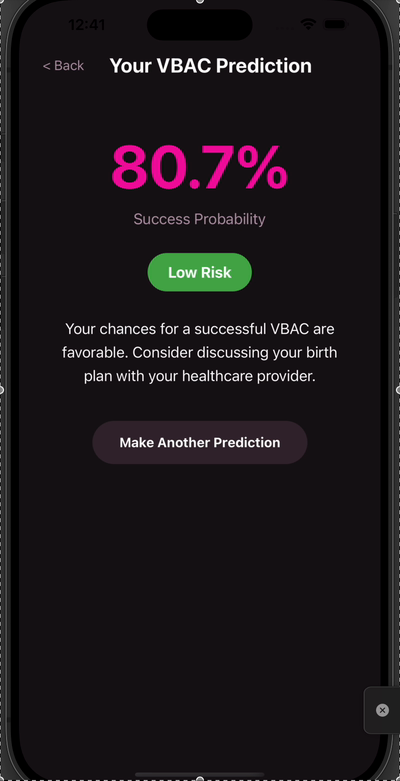 12:41
< Back
Your VBAC Prediction
80.7%
Success Probability
Low Risk
Your chances for a successful VBAC are
favorable. Consider discussing your birth
plan with your healthcare provider.
Make Another Prediction